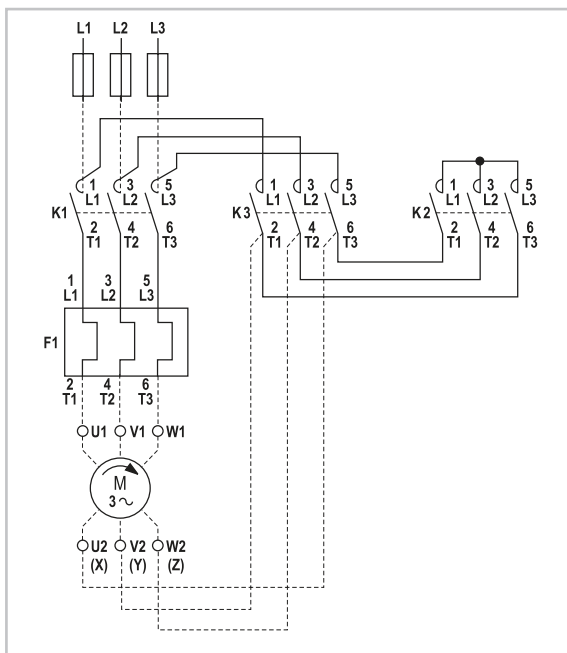 L1 L2 L3
1 3 5 1 3 5 1 3 5
L1 L2 L3 L1 L2 L3 L1 L2 L3
K1 K3 K2
2 4 6 2 4 6 2 4 6
T1 T2 T3 T1 T2 T3 T1 T2 T3
1 3 5
L1 L2 L3
F1
2 4 6
T1 T2 T3
U1 V1 W1
M
3~
U2 V2 W2
(X) (Y) (Z)